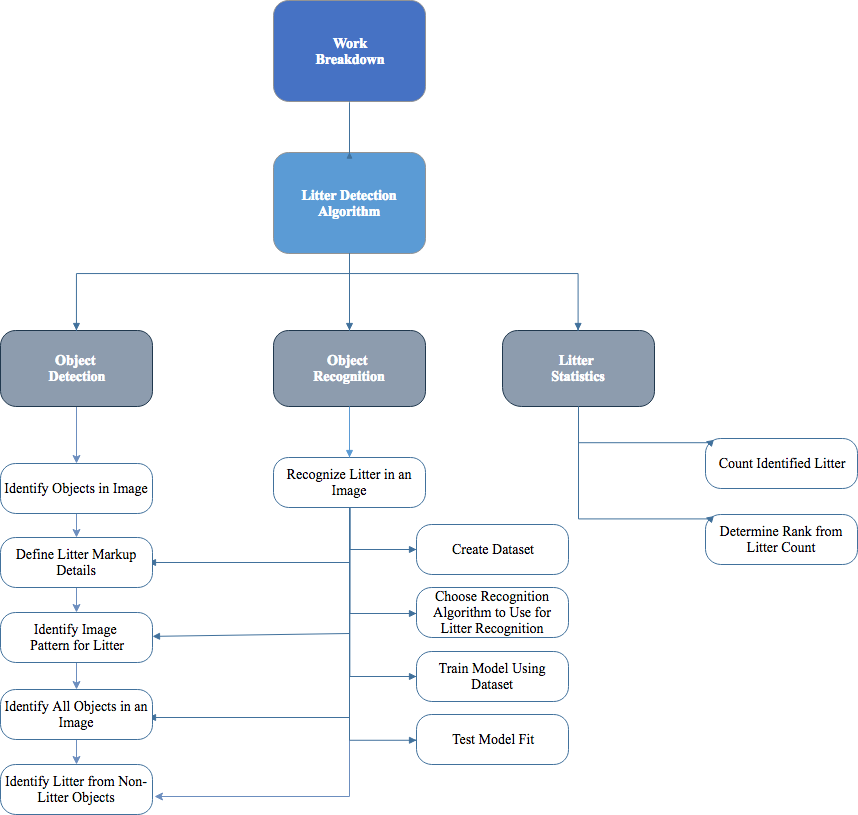 Work
Breakdown
Litter Detection
Algorithm
Object
Detection
Object
Recognition
Litter
Statistics
Identify Objects in Image
Define Litter Markup
Details
Identify Image
Pattern for Litter
Identify All Objects in an
Image
Identify Litter from Non-
Litter Objects
Recognize Litter in an
Image
Create Dataset
Choose Recognition
Algorithm to Use for
Litter Recognition
Train Model Using
Dataset
Test Model Fit
Count Identified Litter
Determine Rank from
Litter Count